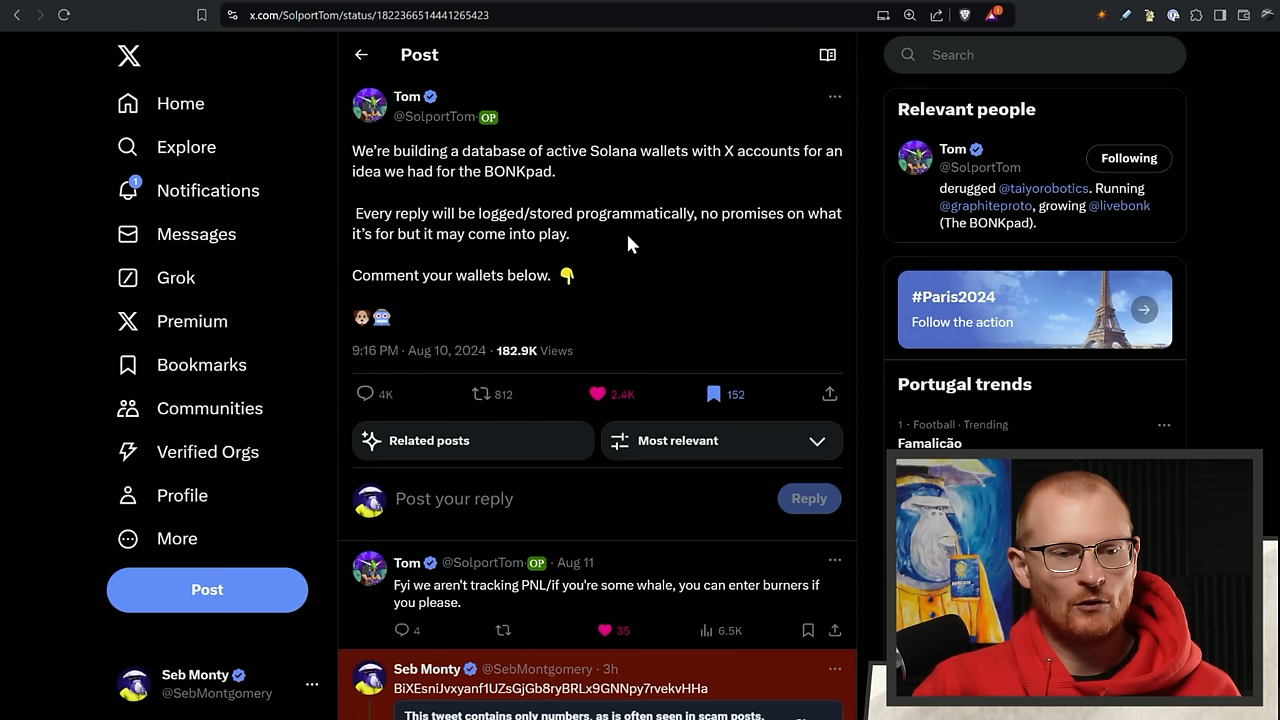 x.com/SolportTom/status/1822366514441265423
Home
Explore
1
Notifications
Messages
Grok
Premium
Bookmarks
Communities
Verified Orgs
Profile
More
Post
Seb Monty
@SebMontgomery
Post
Tom
@SolportTom· OP
We're building a database of active Solana wallets with X accounts for an
idea we had for the BONKpad.
Every reply will be logged/stored programmatically, no promises on what
it's for but it may come into play.
Comment your wallets below. 👇
🐶🥶
9:16 PM · Aug 10, 2024 · 182.9K Views
4K 812 2.4K 152
Related posts
Most relevant
Post your reply
Reply
Tom @SolportTom· OP · Aug 11
Fyi we aren't tracking PNL/if you're some whale, you can enter burners if
you please.
4 35 6.5K
Seb Monty @SebMontgomery · 3h
BiXEsniJvxyanf1UZsGjGb8ryBRLx9GNNpy7rvekvHHa
This tweet contains only numbers, as is often seen in scam posts.
Search
Relevant people
Tom
@SolportTom
Following
derugged @taiyorobotics. Running
@graphiteproto, growing @livebonk
(The BONKpad).
#Paris2024
Follow the action
Portugal trends
1 · Football · Trending
Famalicão